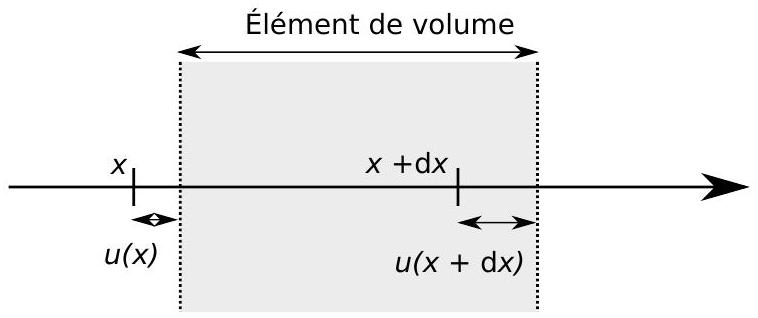 Élément de volume
x
x +dx
u(x)
u(x + dx)